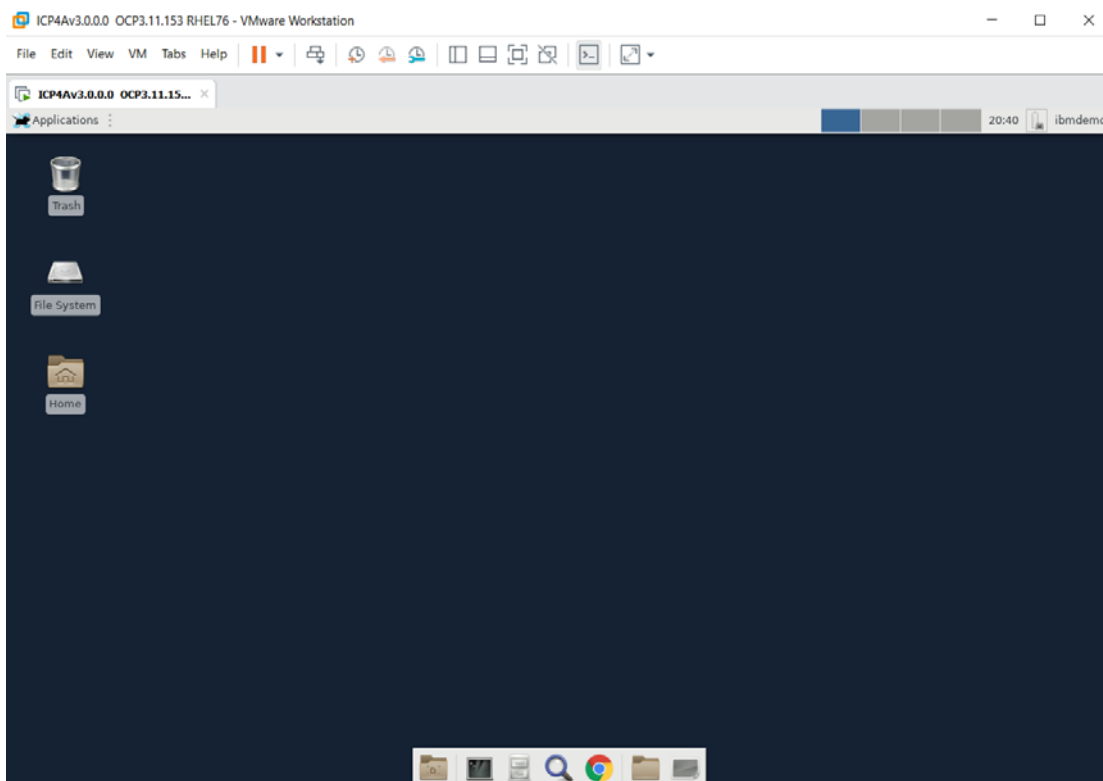 ICP4Av3.0.0.0 OCP3.11.153 RHEL76 - VMware Workstation
File Edit View VM Tabs Help
ICP4Av3.0.0.0 OCP3.11.15...
Applications 20:40 ibmdemo
Trash
File System
Home